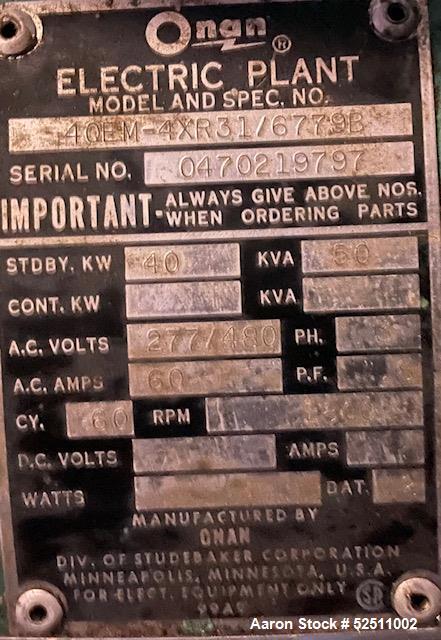 Onan ®
ELECTRIC PLANT
MODEL AND SPEC. NO.
40EM-4XR31/6779B
SERIAL NO. 0470219797
IMPORTANT- ALWAYS GIVE ABOVE NOS.
WHEN ORDERING PARTS
STDBY. KW 40 KVA 50
CONT. KW KVA
A.C. VOLTS 277/480 PH. 3
A.C. AMPS 60 P.F.
CY. 60 RPM
D.C. VOLTS AMPS
WATTS BAT.
MANUFACTURED BY
ONAN
DIV. OF STUDEBAKER CORPORATION
MINNEAPOLIS, MINNESOTA, U.S.A.
FOR ELECT. EQUIPMENT ONLY
Aaron Stock # 52511002